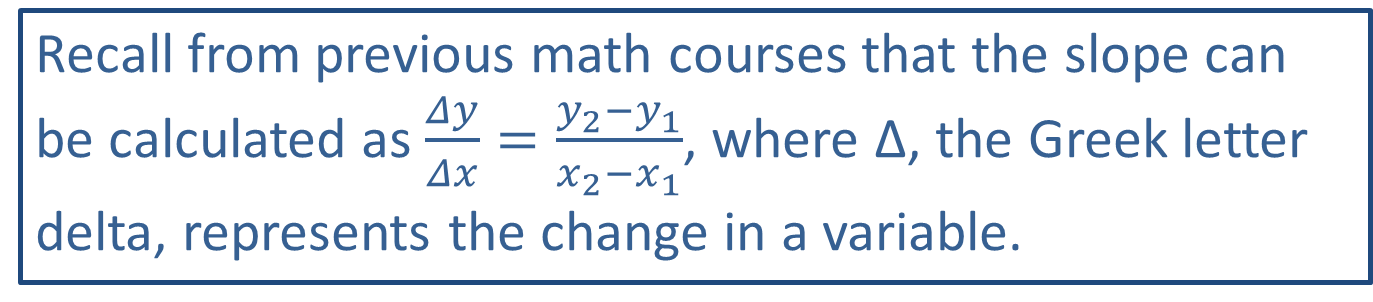 Recall from previous math courses that the slope can
be calculated as Δy/Δx = y₂−y₁/x₂−x₁, where Δ, the Greek letter
delta, represents the change in a variable.